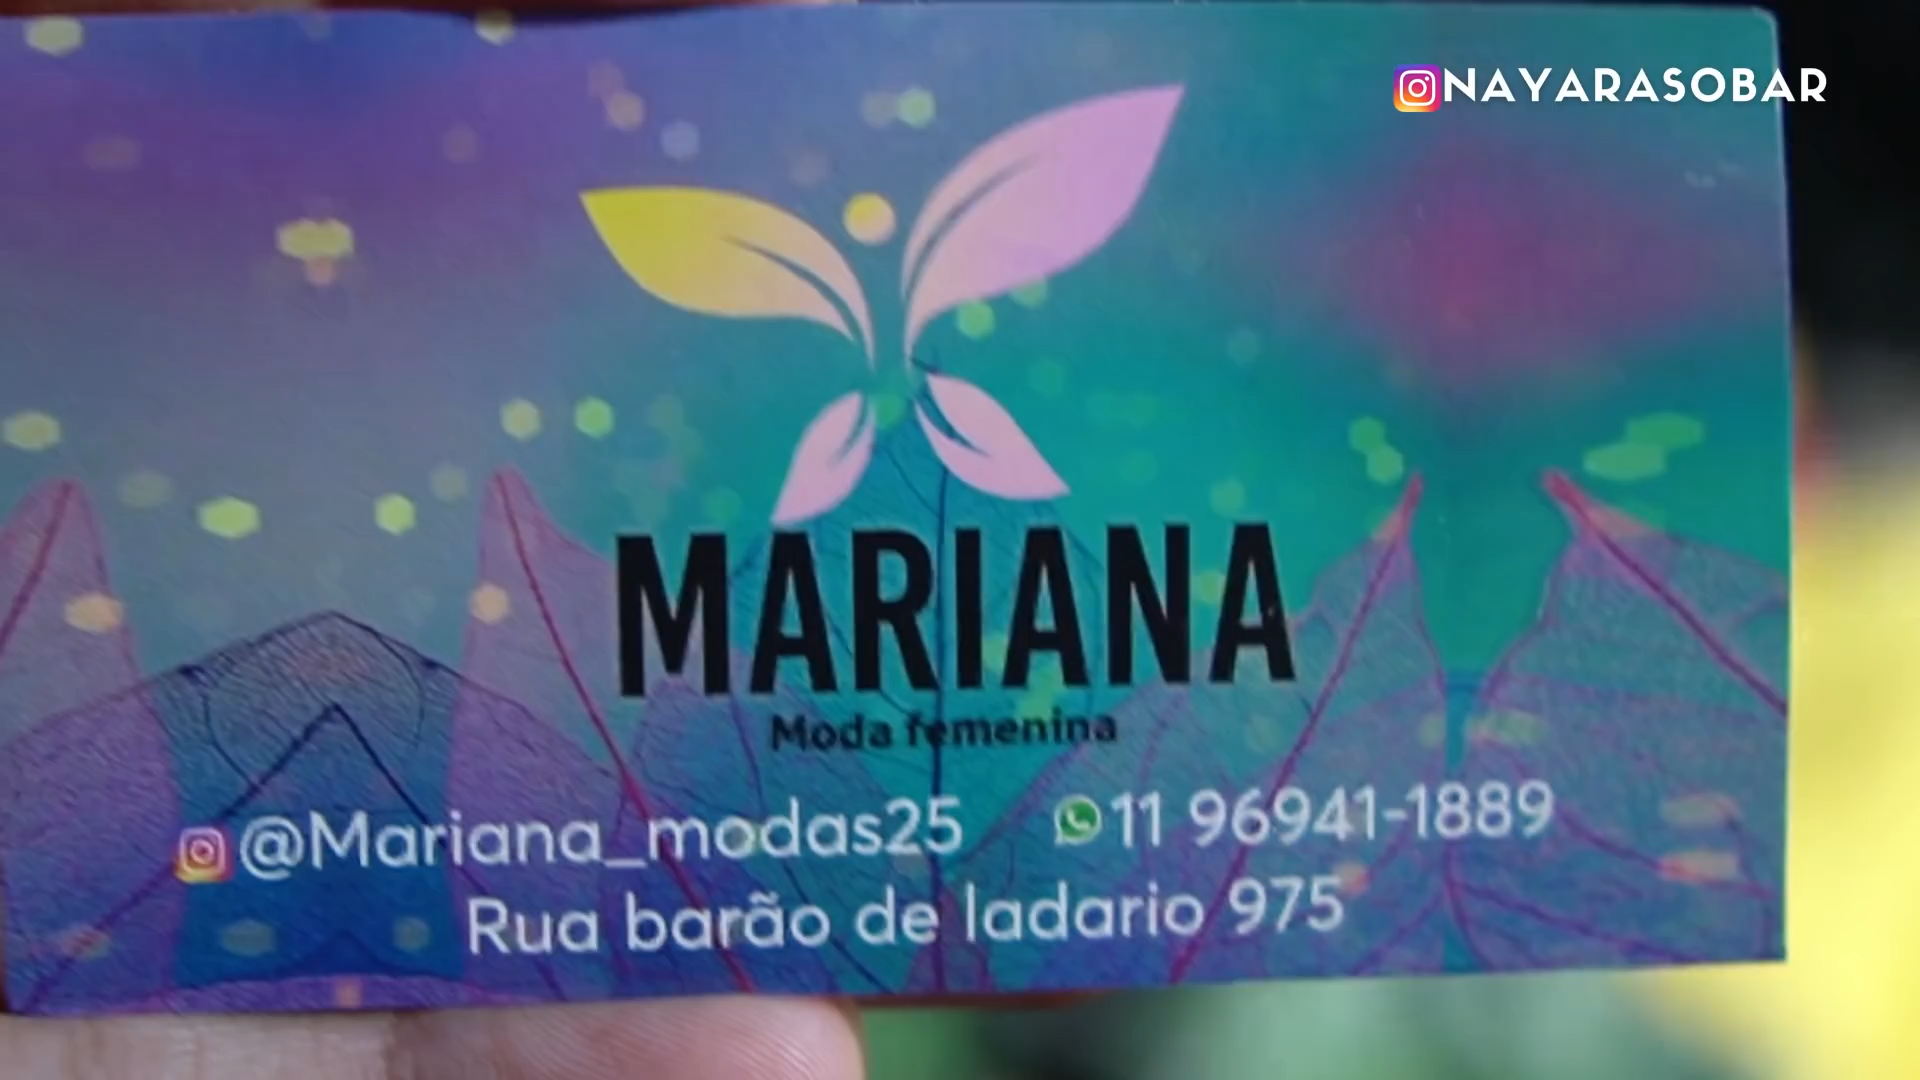 NAYARASOBAR
MARIANA
Moda femenina
@Mariana_modas25 11 96941-1889
Rua barão de ladario 975